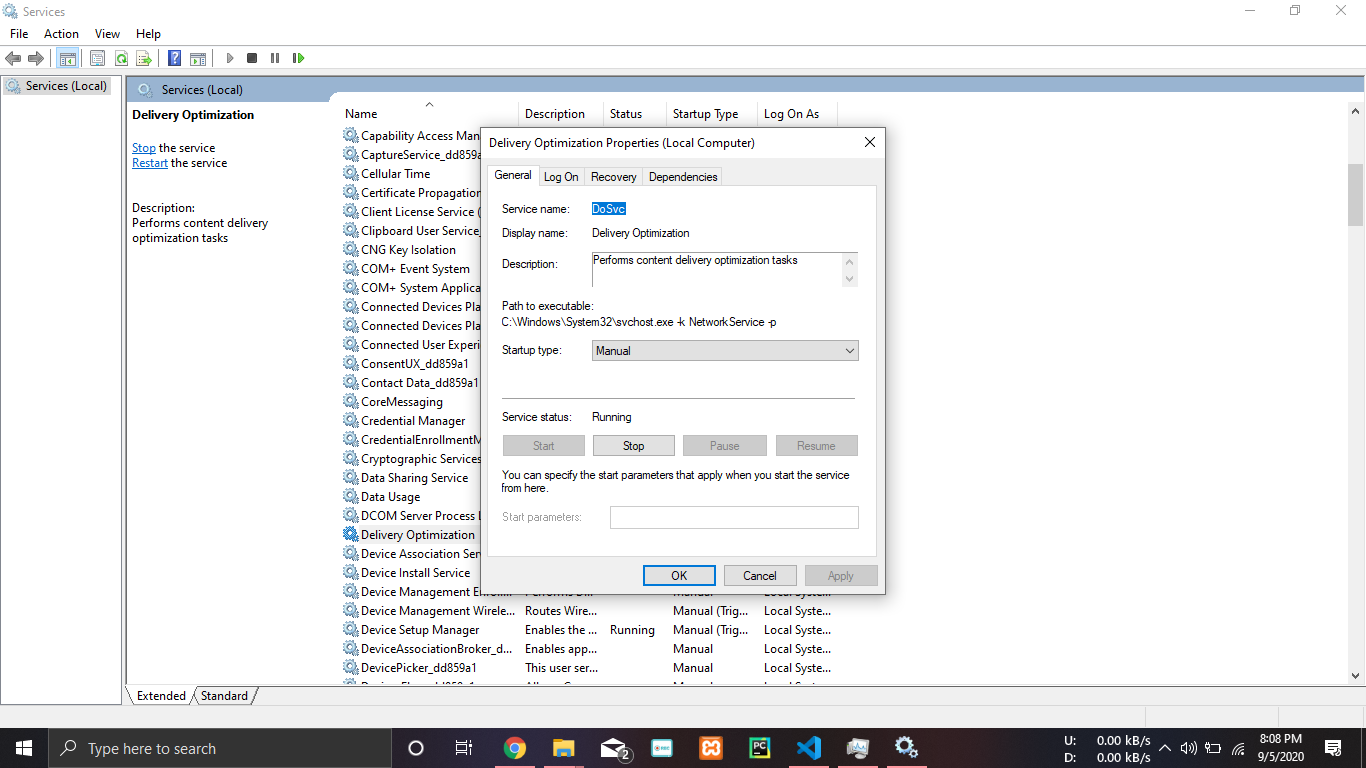 Services
File Action View Help
Services (Local)
Services (Local)
Delivery Optimization
Stop the service
Restart the service
Description:
Performs content delivery
optimization tasks
Name Description Status Startup Type Log On As
Capability Access Man
CaptureService_dd859a
Cellular Time
Certificate Propagation
Client License Service (
Clipboard User Service_
CNG Key Isolation
COM+ Event System
COM+ System Applica
Connected Devices Pla
Connected Devices Pla
Connected User Experi
ConsentUX_dd859a1
Contact Data_dd859a1
CoreMessaging
Credential Manager
CredentialEnrollmentM
Cryptographic Services
Data Sharing Service
Data Usage
DCOM Server Process
Delivery Optimization
Device Association Ser
Device Install Service
Device Management Enroll... Performs D... Manual Local Syste...
Device Management Wirele... Routes Wire... Manual (Trig... Local Syste...
Device Setup Manager Enables the ... Running Manual (Trig... Local Syste...
DeviceAssociationBroker_d... Enables app... Manual Local Syste...
DevicePicker_dd859a1 This user ser... Manual Local Syste...
Delivery Optimization Properties (Local Computer)
General Log On Recovery Dependencies
Service name: DoSvc
Display name: Delivery Optimization
Description: Performs content delivery optimization tasks
Path to executable:
C:\Windows\System32\svchost.exe -k NetworkService -p
Startup type: Manual
Service status: Running
Start Stop Pause Resume
You can specify the start parameters that apply when you start the service
from here.
Start parameters:
OK Cancel Apply
Extended Standard
Type here to search
2
PC
U: 0.00 kB/s
D: 0.00 kB/s
8:08 PM
9/5/2020